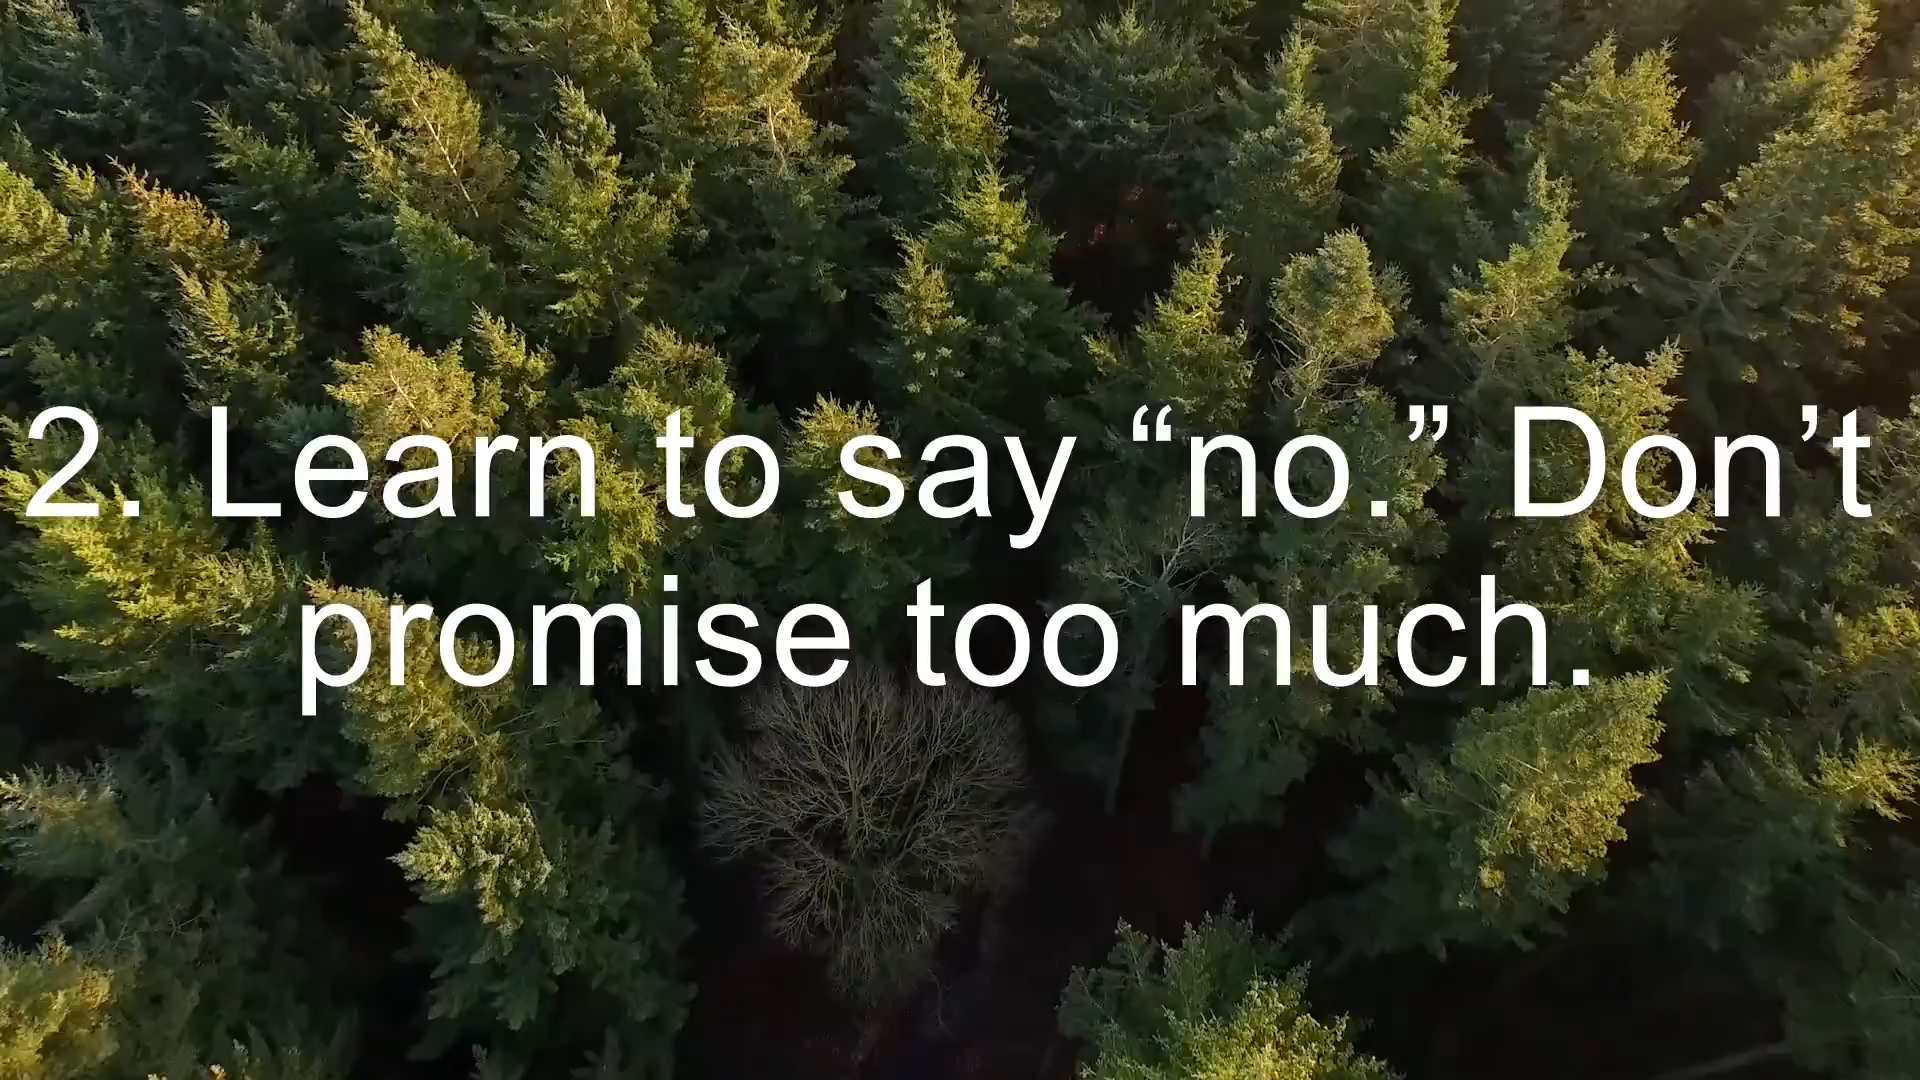 2. Learn to say “no.” Don’t
promise too much.